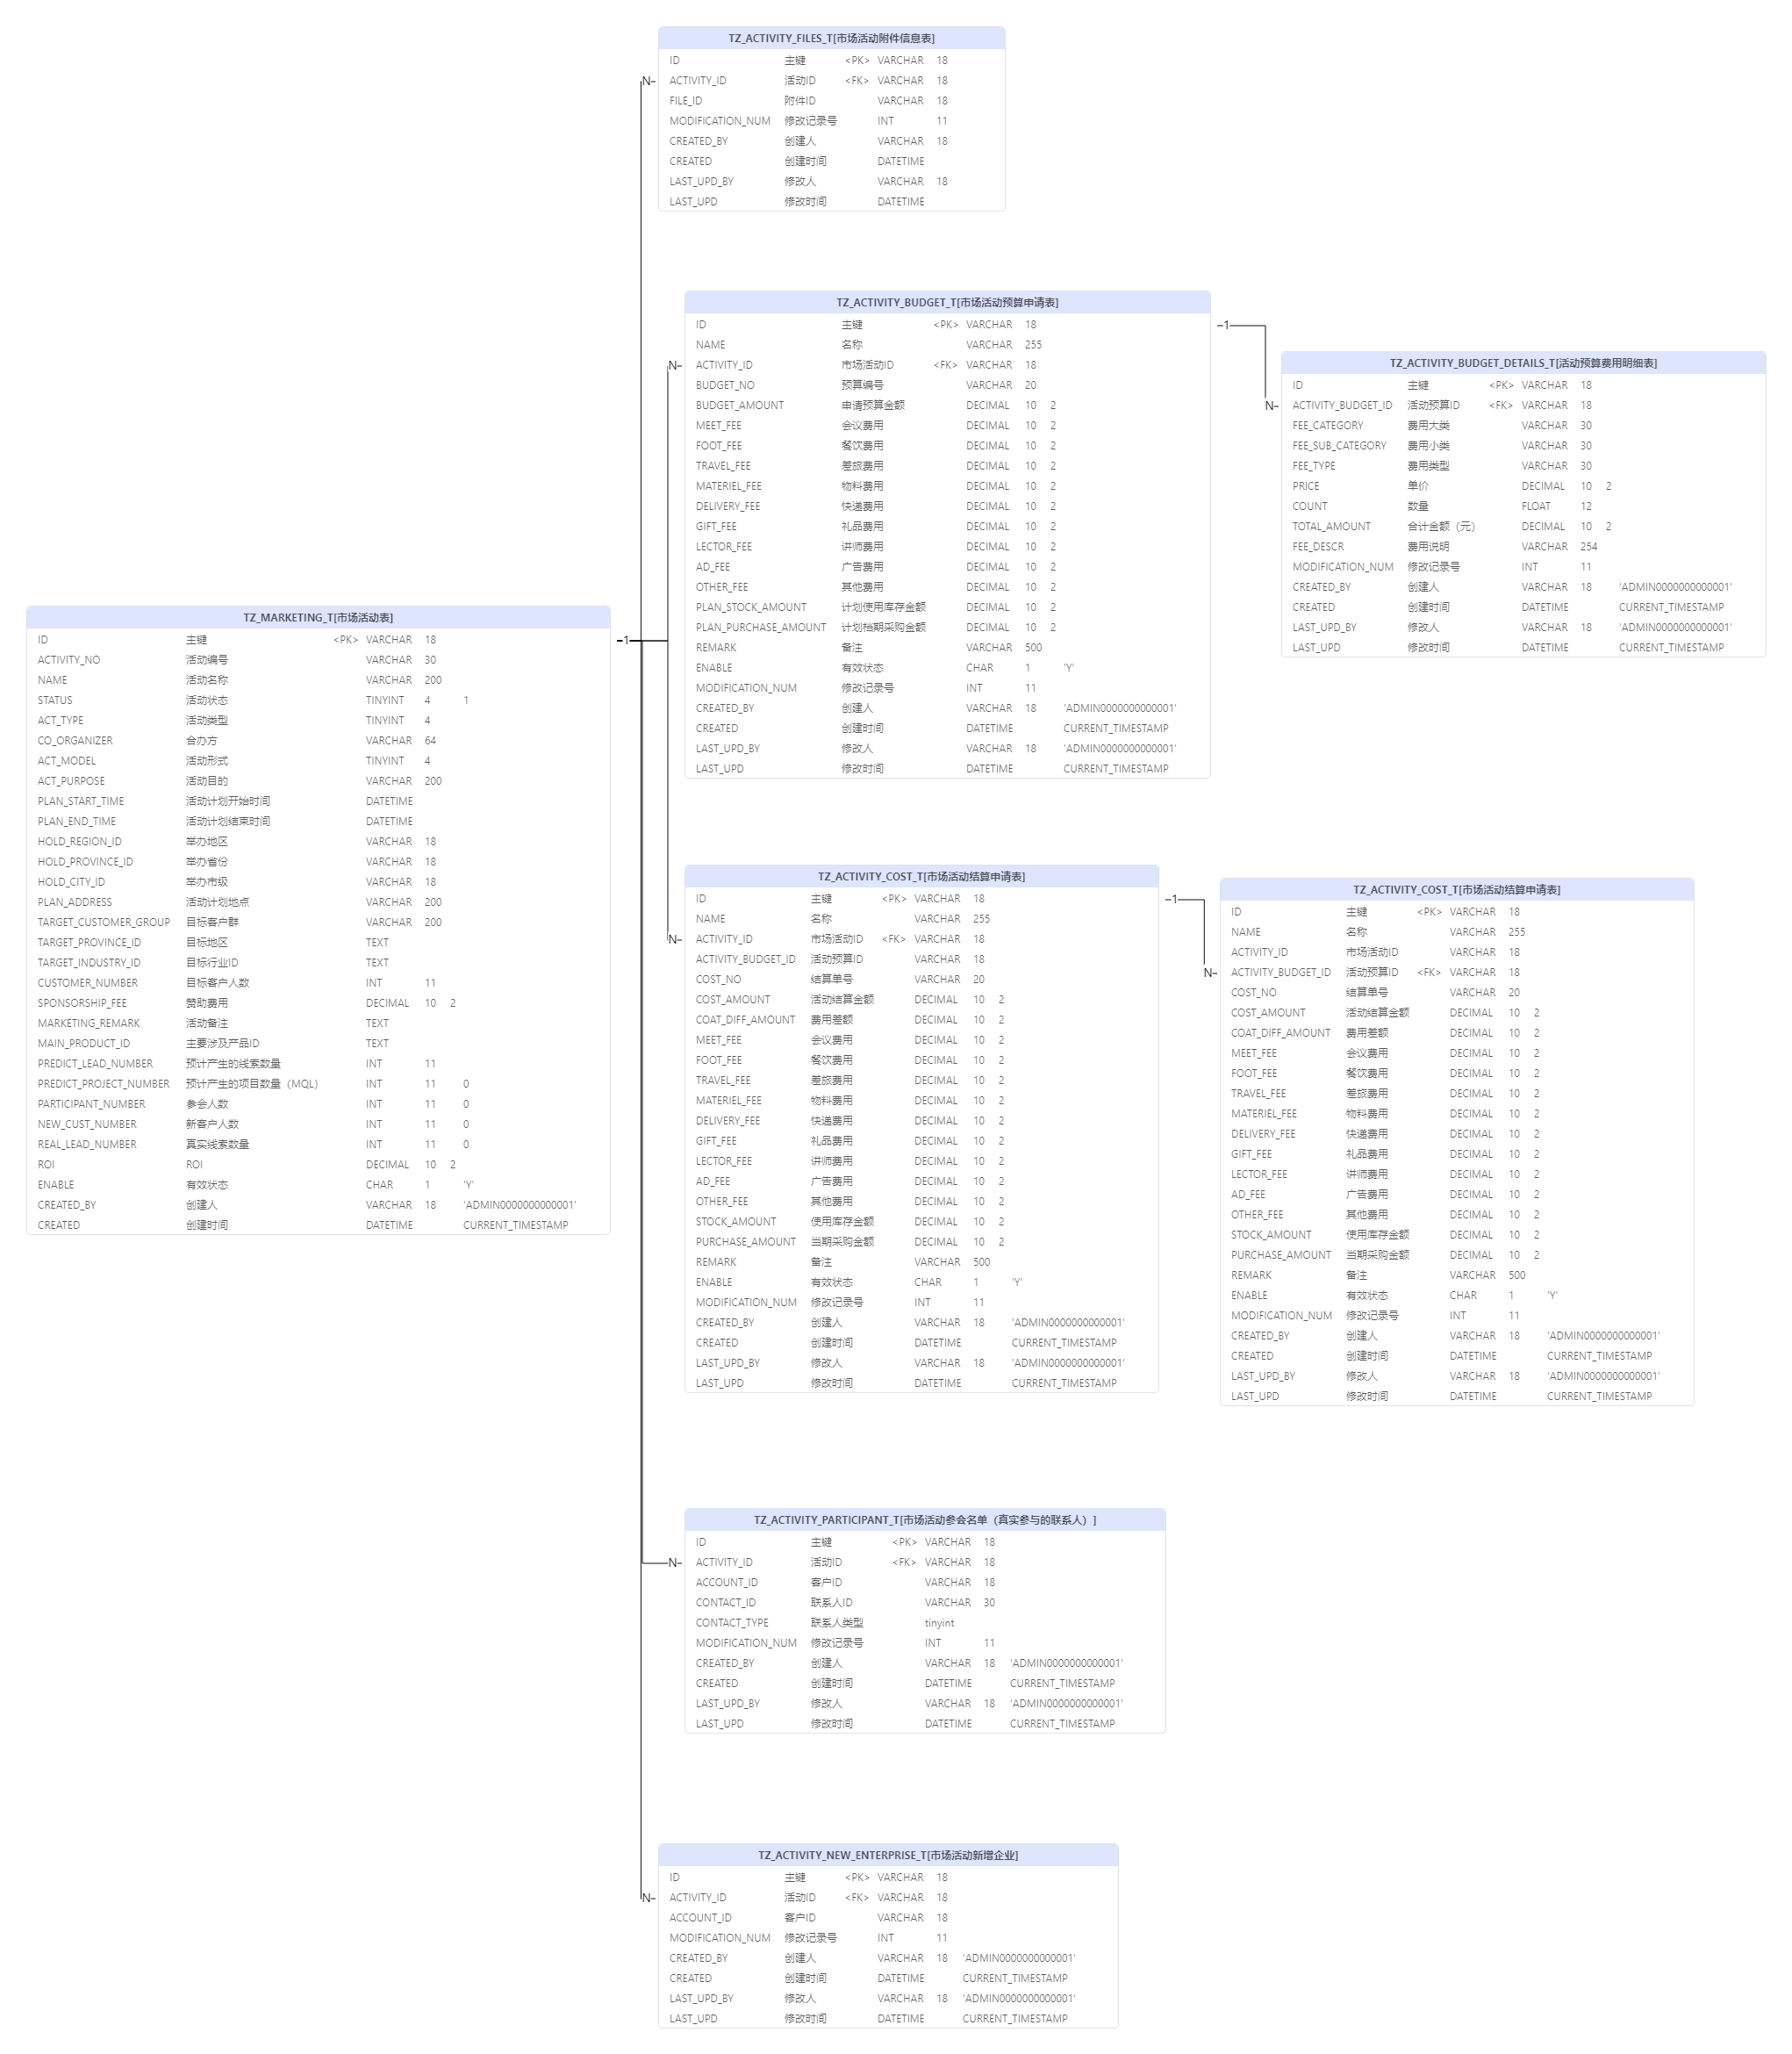 TZ_ACTIVITY_FILES_T[市场活动附件信息表]
ID 主键 <PK> VARCHAR 18
N
ACTIVITY_ID 活动ID <FK> VARCHAR 18
FILE_ID 附件ID VARCHAR 18
MODIFICATION_NUM 修改记录号 INT 11
CREATED_BY 创建人 VARCHAR 18
CREATED 创建时间 DATETIME
LAST_UPD_BY 修改人 VARCHAR 18
LAST_UPD 修改时间 DATETIME
TZ_ACTIVITY_BUDGET_T[市场活动预算申请表]
ID 主键 <PK> VARCHAR 18
1
NAME 名称 VARCHAR 255
N
ACTIVITY_ID 市场活动ID <FK> VARCHAR 18
BUDGET_NO 预算编号 VARCHAR 20
BUDGET_AMOUNT 申请预算金额 DECIMAL 10 2
MEET_FEE 会议费用 DECIMAL 10 2
FOOT_FEE 餐饮费用 DECIMAL 10 2
TRAVEL_FEE 差旅费用 DECIMAL 10 2
MATERIEL_FEE 物料费用 DECIMAL 10 2
DELIVERY_FEE 快递费用 DECIMAL 10 2
GIFT_FEE 礼品费用 DECIMAL 10 2
LECTOR_FEE 讲师费用 DECIMAL 10 2
AD_FEE 广告费用 DECIMAL 10 2
OTHER_FEE 其他费用 DECIMAL 10 2
PLAN_STOCK_AMOUNT 计划使用库存金额 DECIMAL 10 2
PLAN_PURCHASE_AMOUNT 计划档期采购金额 DECIMAL 10 2
REMARK 备注 VARCHAR 500
ENABLE 有效状态 CHAR 1 'Y'
MODIFICATION_NUM 修改记录号 INT 11
CREATED_BY 创建人 VARCHAR 18 'ADMIN0000000000001'
CREATED 创建时间 DATETIME CURRENT_TIMESTAMP
LAST_UPD_BY 修改人 VARCHAR 18 'ADMIN0000000000001'
LAST_UPD 修改时间 DATETIME CURRENT_TIMESTAMP
TZ_ACTIVITY_BUDGET_DETAILS_T[活动预算费用明细表]
ID 主键 <PK> VARCHAR 18
N
ACTIVITY_BUDGET_ID 活动预算ID <FK> VARCHAR 18
FEE_CATEGORY 费用大类 VARCHAR 30
FEE_SUB_CATEGORY 费用小类 VARCHAR 30
FEE_TYPE 费用类型 VARCHAR 30
PRICE 单价 DECIMAL 10 2
COUNT 数量 FLOAT 12
TOTAL_AMOUNT 合计金额（元） DECIMAL 10 2
FEE_DESCR 费用说明 VARCHAR 254
MODIFICATION_NUM 修改记录号 INT 11
CREATED_BY 创建人 VARCHAR 18 'ADMIN0000000000001'
CREATED 创建时间 DATETIME CURRENT_TIMESTAMP
LAST_UPD_BY 修改人 VARCHAR 18 'ADMIN0000000000001'
LAST_UPD 修改时间 DATETIME CURRENT_TIMESTAMP
TZ_MARKETING_T[市场活动表]
ID 主键 <PK> VARCHAR 18
1
ACTIVITY_NO 活动编号 VARCHAR 30
NAME 活动名称 VARCHAR 200
STATUS 活动状态 TINYINT 4 1
ACT_TYPE 活动类型 TINYINT 4
CO_ORGANIZER 合办方 VARCHAR 64
ACT_MODEL 活动形式 TINYINT 4
ACT_PURPOSE 活动目的 VARCHAR 200
PLAN_START_TIME 活动计划开始时间 DATETIME
PLAN_END_TIME 活动计划结束时间 DATETIME
HOLD_REGION_ID 举办地区 VARCHAR 18
HOLD_PROVINCE_ID 举办省份 VARCHAR 18
HOLD_CITY_ID 举办市级 VARCHAR 18
PLAN_ADDRESS 活动计划地点 VARCHAR 200
TARGET_CUSTOMER_GROUP 目标客户群 VARCHAR 200
TARGET_PROVINCE_ID 目标地区 TEXT
TARGET_INDUSTRY_ID 目标行业ID TEXT
CUSTOMER_NUMBER 目标客户人数 INT 11
SPONSORSHIP_FEE 赞助费用 DECIMAL 10 2
MARKETING_REMARK 活动备注 TEXT
MAIN_PRODUCT_ID 主要涉及产品ID TEXT
PREDICT_LEAD_NUMBER 预计产生的线索数量 INT 11
PREDICT_PROJECT_NUMBER 预计产生的项目数量（MQL） INT 11 0
PARTICIPANT_NUMBER 参会人数 INT 11 0
NEW_CUST_NUMBER 新客户人数 INT 11 0
REAL_LEAD_NUMBER 真实线索数量 INT 11 0
ROI ROI DECIMAL 10 2
ENABLE 有效状态 CHAR 1 'Y'
CREATED_BY 创建人 VARCHAR 18 'ADMIN0000000000001'
CREATED 创建时间 DATETIME CURRENT_TIMESTAMP
TZ_ACTIVITY_COST_T[市场活动结算申请表]
ID 主键 <PK> VARCHAR 18
1
NAME 名称 VARCHAR 255
N
ACTIVITY_ID 市场活动ID <FK> VARCHAR 18
ACTIVITY_BUDGET_ID 活动预算ID VARCHAR 18
COST_NO 结算单号 VARCHAR 20
COST_AMOUNT 活动结算金额 DECIMAL 10 2
COAT_DIFF_AMOUNT 费用差额 DECIMAL 10 2
MEET_FEE 会议费用 DECIMAL 10 2
FOOT_FEE 餐饮费用 DECIMAL 10 2
TRAVEL_FEE 差旅费用 DECIMAL 10 2
MATERIEL_FEE 物料费用 DECIMAL 10 2
DELIVERY_FEE 快递费用 DECIMAL 10 2
GIFT_FEE 礼品费用 DECIMAL 10 2
LECTOR_FEE 讲师费用 DECIMAL 10 2
AD_FEE 广告费用 DECIMAL 10 2
OTHER_FEE 其他费用 DECIMAL 10 2
STOCK_AMOUNT 使用库存金额 DECIMAL 10 2
PURCHASE_AMOUNT 当期采购金额 DECIMAL 10 2
REMARK 备注 VARCHAR 500
ENABLE 有效状态 CHAR 1 'Y'
MODIFICATION_NUM 修改记录号 INT 11
CREATED_BY 创建人 VARCHAR 18 'ADMIN0000000000001'
CREATED 创建时间 DATETIME CURRENT_TIMESTAMP
LAST_UPD_BY 修改人 VARCHAR 18 'ADMIN0000000000001'
LAST_UPD 修改时间 DATETIME CURRENT_TIMESTAMP
TZ_ACTIVITY_COST_T[市场活动结算申请表]
ID 主键 <PK> VARCHAR 18
NAME 名称 VARCHAR 255
ACTIVITY_ID 市场活动ID VARCHAR 18
N
ACTIVITY_BUDGET_ID 活动预算ID <FK> VARCHAR 18
COST_NO 结算单号 VARCHAR 20
COST_AMOUNT 活动结算金额 DECIMAL 10 2
COAT_DIFF_AMOUNT 费用差额 DECIMAL 10 2
MEET_FEE 会议费用 DECIMAL 10 2
FOOT_FEE 餐饮费用 DECIMAL 10 2
TRAVEL_FEE 差旅费用 DECIMAL 10 2
MATERIEL_FEE 物料费用 DECIMAL 10 2
DELIVERY_FEE 快递费用 DECIMAL 10 2
GIFT_FEE 礼品费用 DECIMAL 10 2
LECTOR_FEE 讲师费用 DECIMAL 10 2
AD_FEE 广告费用 DECIMAL 10 2
OTHER_FEE 其他费用 DECIMAL 10 2
STOCK_AMOUNT 使用库存金额 DECIMAL 10 2
PURCHASE_AMOUNT 当期采购金额 DECIMAL 10 2
REMARK 备注 VARCHAR 500
ENABLE 有效状态 CHAR 1 'Y'
MODIFICATION_NUM 修改记录号 INT 11
CREATED_BY 创建人 VARCHAR 18 'ADMIN0000000000001'
CREATED 创建时间 DATETIME CURRENT_TIMESTAMP
LAST_UPD_BY 修改人 VARCHAR 18 'ADMIN0000000000001'
LAST_UPD 修改时间 DATETIME CURRENT_TIMESTAMP
TZ_ACTIVITY_PARTICIPANT_T[市场活动参会名单（真实参与的联系人）]
ID 主键 <PK> VARCHAR 18
N
ACTIVITY_ID 活动ID <FK> VARCHAR 18
ACCOUNT_ID 客户ID VARCHAR 18
CONTACT_ID 联系人ID VARCHAR 30
CONTACT_TYPE 联系人类型 tinyint
MODIFICATION_NUM 修改记录号 INT 11
CREATED_BY 创建人 VARCHAR 18 'ADMIN0000000000001'
CREATED 创建时间 DATETIME CURRENT_TIMESTAMP
LAST_UPD_BY 修改人 VARCHAR 18 'ADMIN0000000000001'
LAST_UPD 修改时间 DATETIME CURRENT_TIMESTAMP
TZ_ACTIVITY_NEW_ENTERPRISE_T[市场活动新增企业]
ID 主键 <PK> VARCHAR 18
N
ACTIVITY_ID 活动ID <FK> VARCHAR 18
ACCOUNT_ID 客户ID VARCHAR 18
MODIFICATION_NUM 修改记录号 INT 11
CREATED_BY 创建人 VARCHAR 18 'ADMIN0000000000001'
CREATED 创建时间 DATETIME CURRENT_TIMESTAMP
LAST_UPD_BY 修改人 VARCHAR 18 'ADMIN0000000000001'
LAST_UPD 修改时间 DATETIME CURRENT_TIMESTAMP